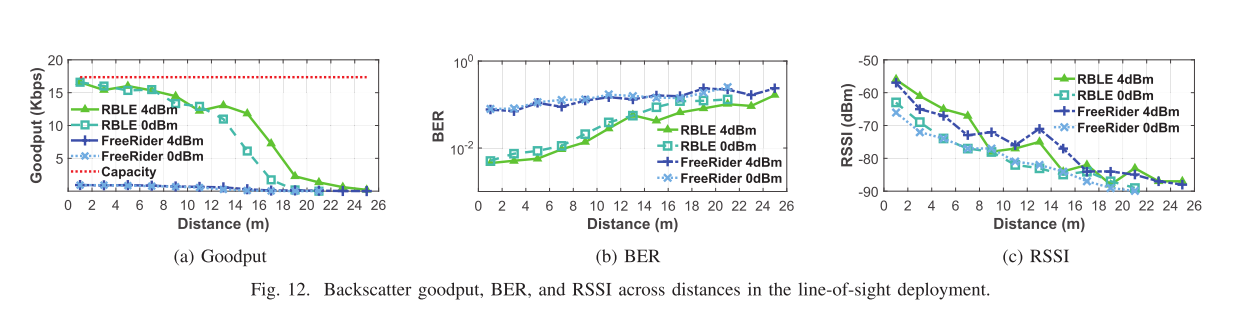 20
15
10
5
Goodput (Kbps)
RBLE 4dBm
RBLE 0dBm
FreeRider 4dBm
FreeRider 0dBm
Capacity
0 2 4 6 8 10 12 14 16 18 20 22 24 26
Distance (m)
(a) Goodput
10^0
10^-2
BER
RBLE 4dBm
RBLE 0dBm
FreeRider 4dBm
FreeRider 0dBm
0 2 4 6 8 10 12 14 16 18 20 22 24 26
Distance (m)
(b) BER
-50
-60
-70
-80
-90
RSSI (dBm)
RBLE 4dBm
RBLE 0dBm
FreeRider 4dBm
FreeRider 0dBm
0 2 4 6 8 10 12 14 16 18 20 22 24 26
Distance (m)
(c) RSSI
Fig. 12. Backscatter goodput, BER, and RSSI across distances in the line-of-sight deployment.